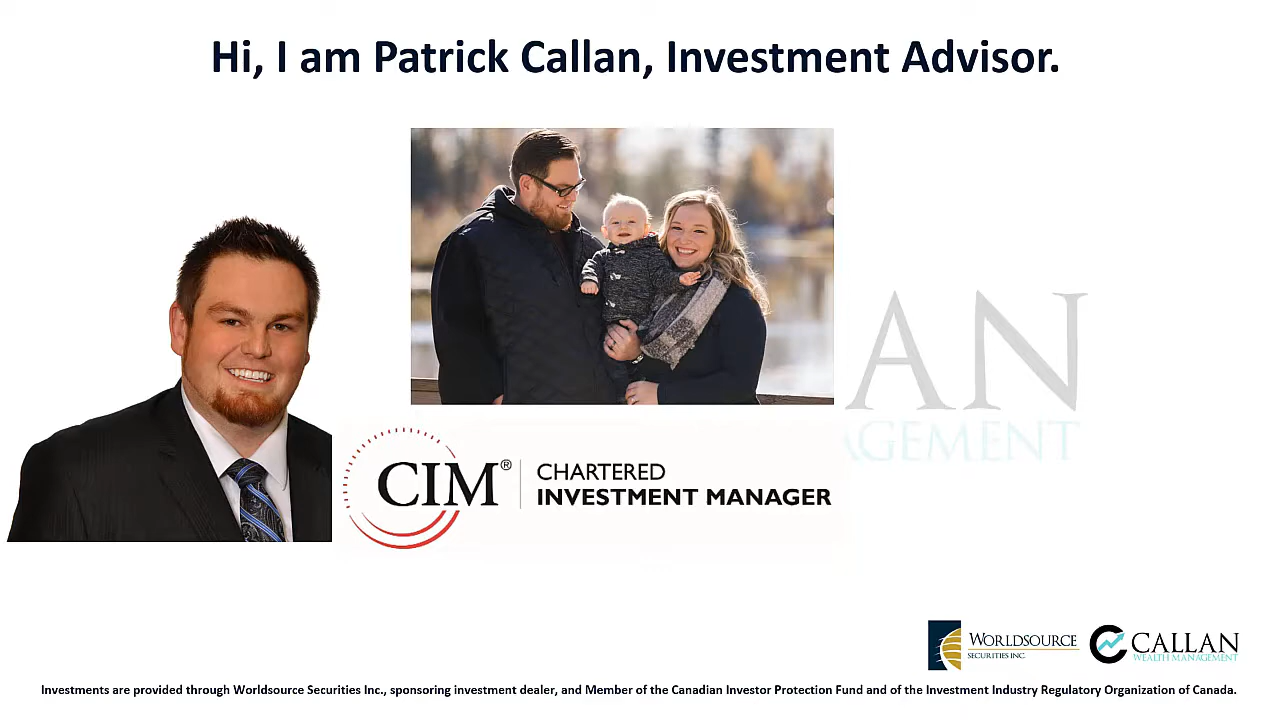 Hi, I am Patrick Callan, Investment Advisor.
AN
AGEMENT
CIM® CHARTERED
INVESTMENT MANAGER
WORLDSOURCE
SECURITIES INC.
CALLAN
WEALTH MANAGEMENT
Investments are provided through Worldsource Securities Inc., sponsoring investment dealer, and Member of the Canadian Investor Protection Fund and of the Investment Industry Regulatory Organization of Canada.